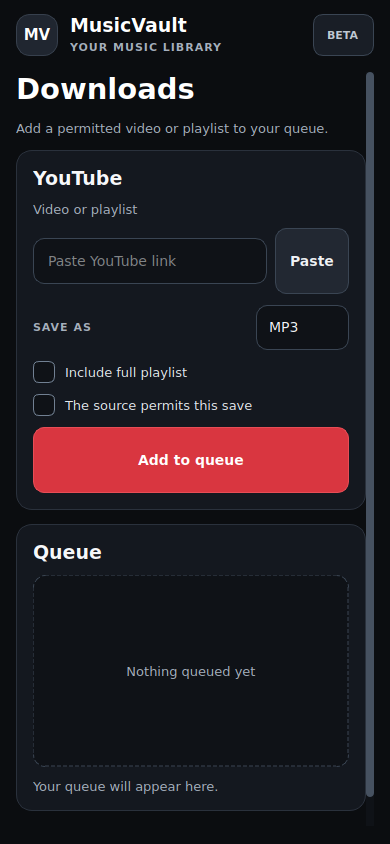 MV
MusicVault
YOUR MUSIC LIBRARY
BETA
Downloads
Add a permitted video or playlist to your queue.
YouTube
Video or playlist
Paste YouTube link
Paste
SAVE AS
MP3
Include full playlist
The source permits this save
Add to queue
Queue
Nothing queued yet
Your queue will appear here.